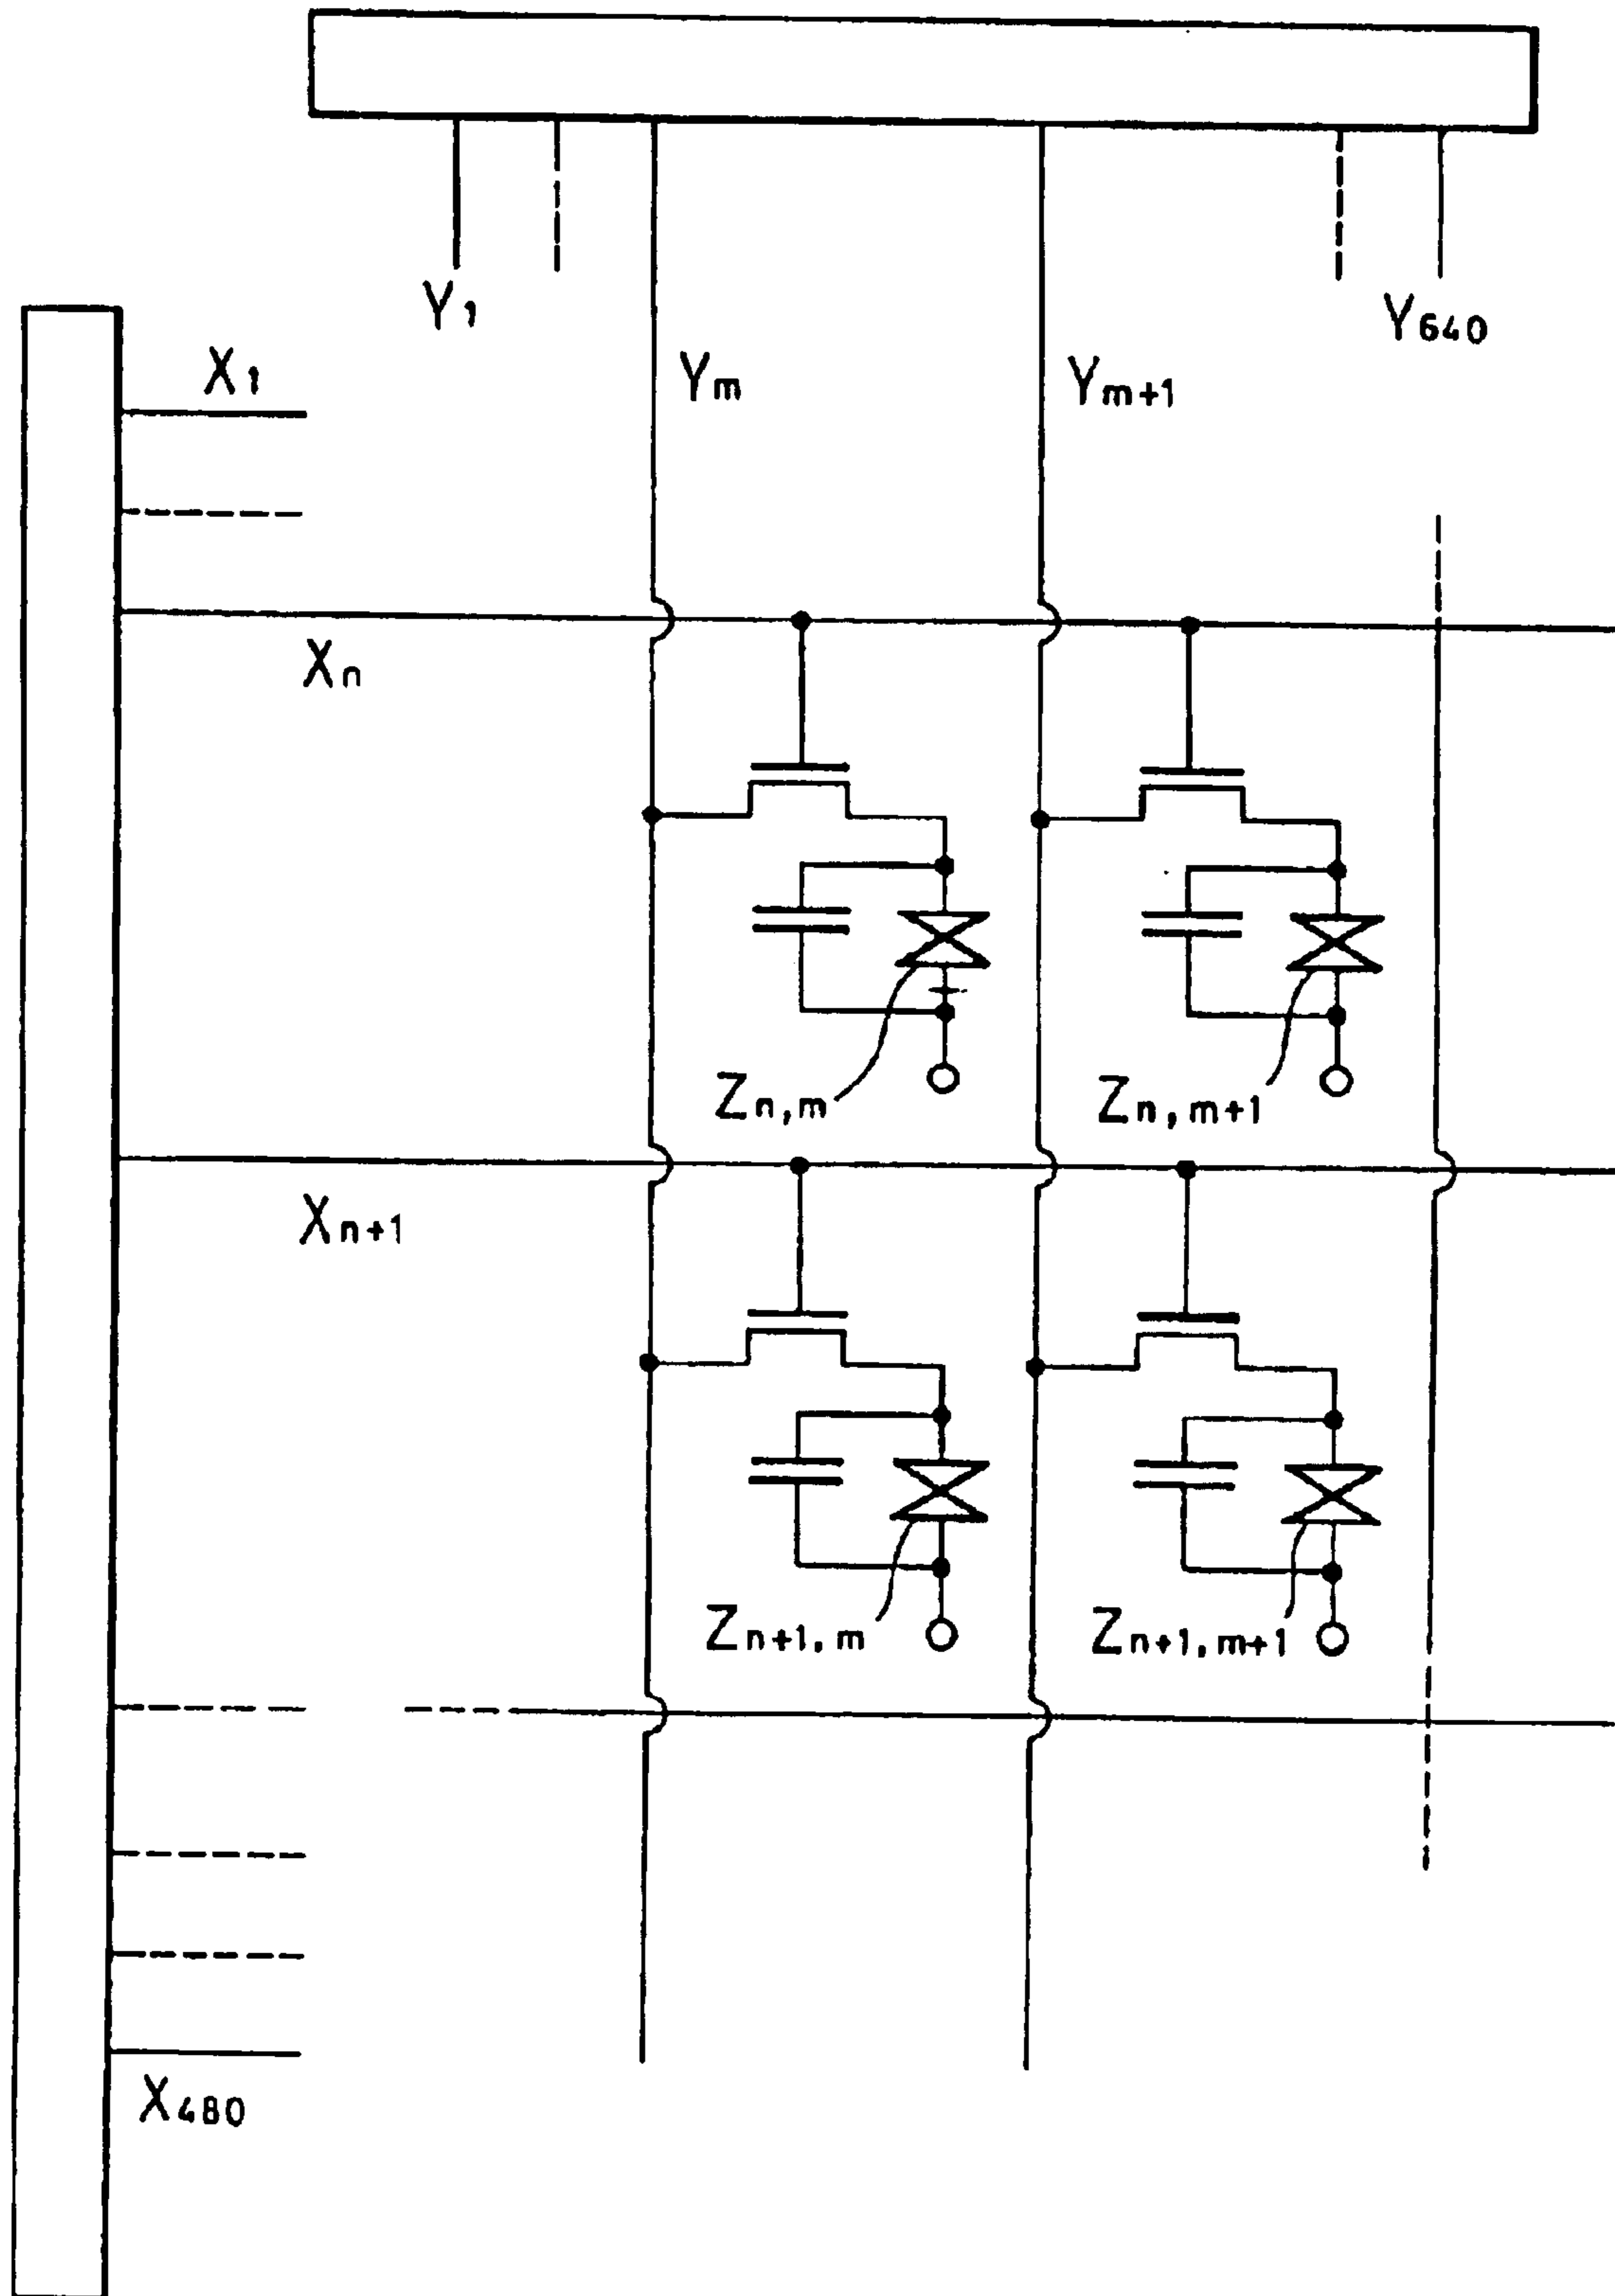 Y1
Y640
X1
Ym
Ym+1
Xn
Zn,m
Zn,m+1
Xn+1
Zn+1,m
Zn+1,m+1
X480